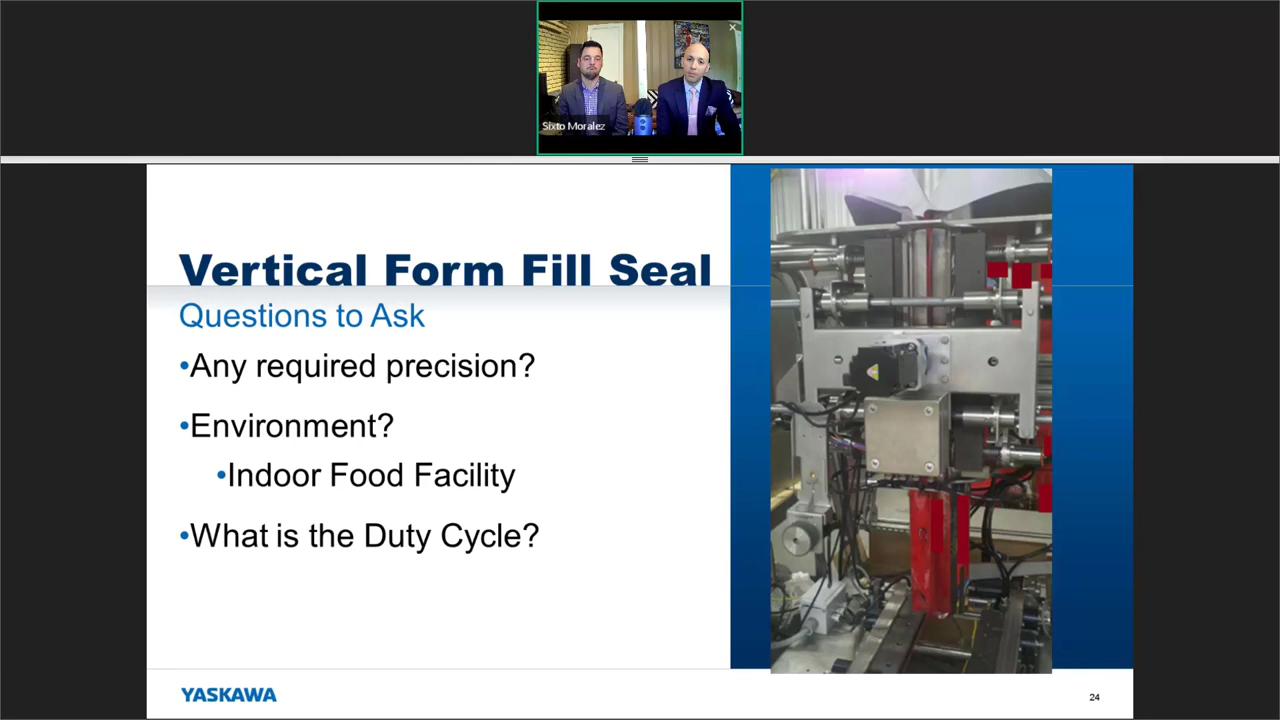 Sixto Moralez
Vertical Form Fill Seal
Questions to Ask
•Any required precision?
•Environment?
•Indoor Food Facility
•What is the Duty Cycle?
YASKAWA
24